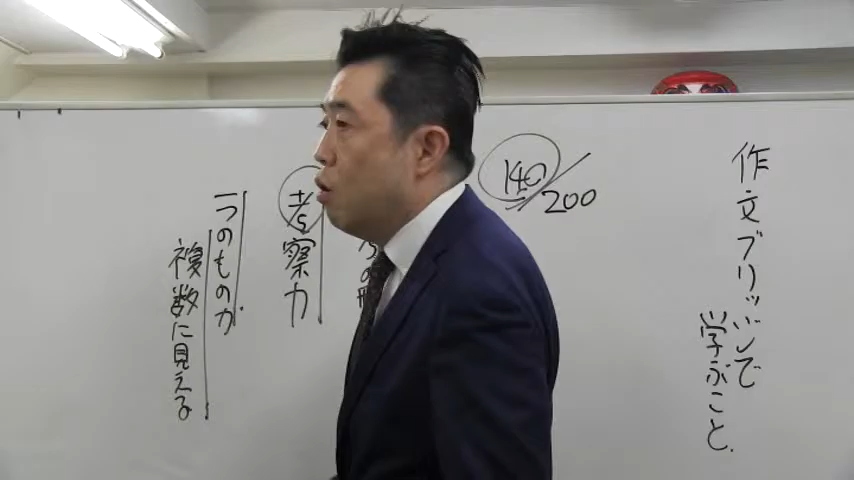 作文ブリッジで
学ぶこと.
140/200
考察力
一つのものが
複数に見える